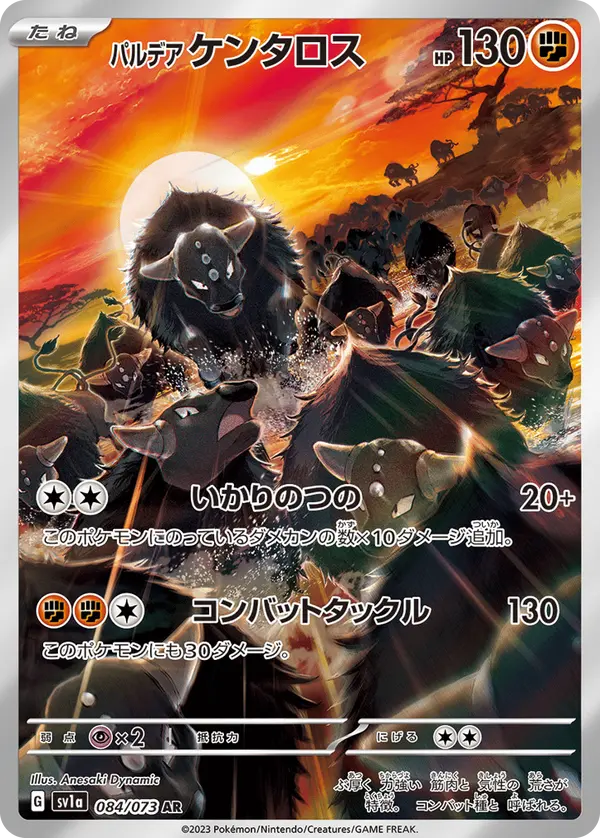 たね
パルデア ケンタロス HP 130
いかりのつの 20+
このポケモンにのっているダメカンの数×10ダメージ追加。
コンバットタックル 130
このポケモンにも30ダメージ。
弱点 ×2 抵抗力 にげる
Illus. Anesaki Dynamic
G sv1a 084/073 AR
ぶ厚く 力強い 筋肉と 気性の 荒さが
特徴。 コンバット種と 呼ばれる。
©2023 Pokémon/Nintendo/Creatures/GAME FREAK.